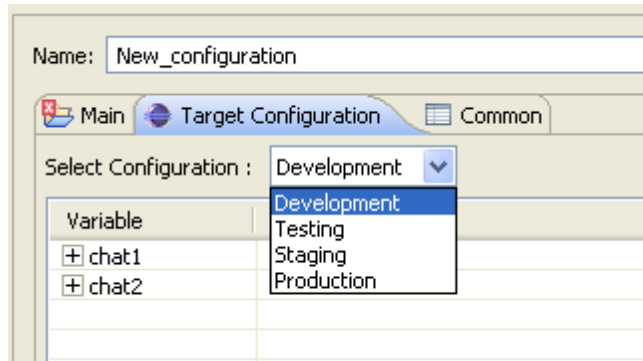 Name: New_configuration
Main Target Configuration Common
Select Configuration : Development
Development
Testing
Staging
Production
Variable
chat1
chat2